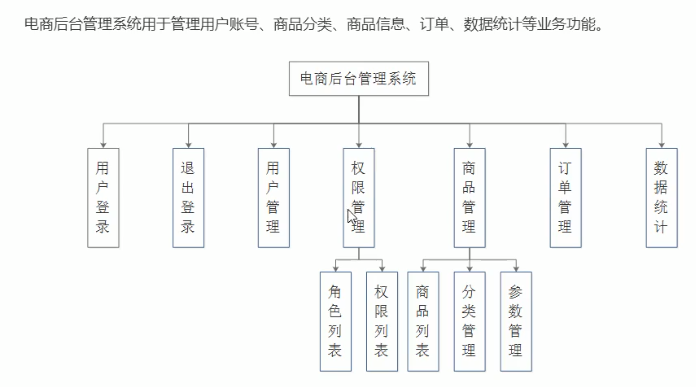 电商后台管理系统用于管理用户账号、商品分类、商品信息、订单、数据统计等业务功能。
电商后台管理系统
用户登录
退出登录
用户管理
权限管理
商品管理
订单管理
数据统计
角色列表
权限列表
商品列表
分类管理
参数管理